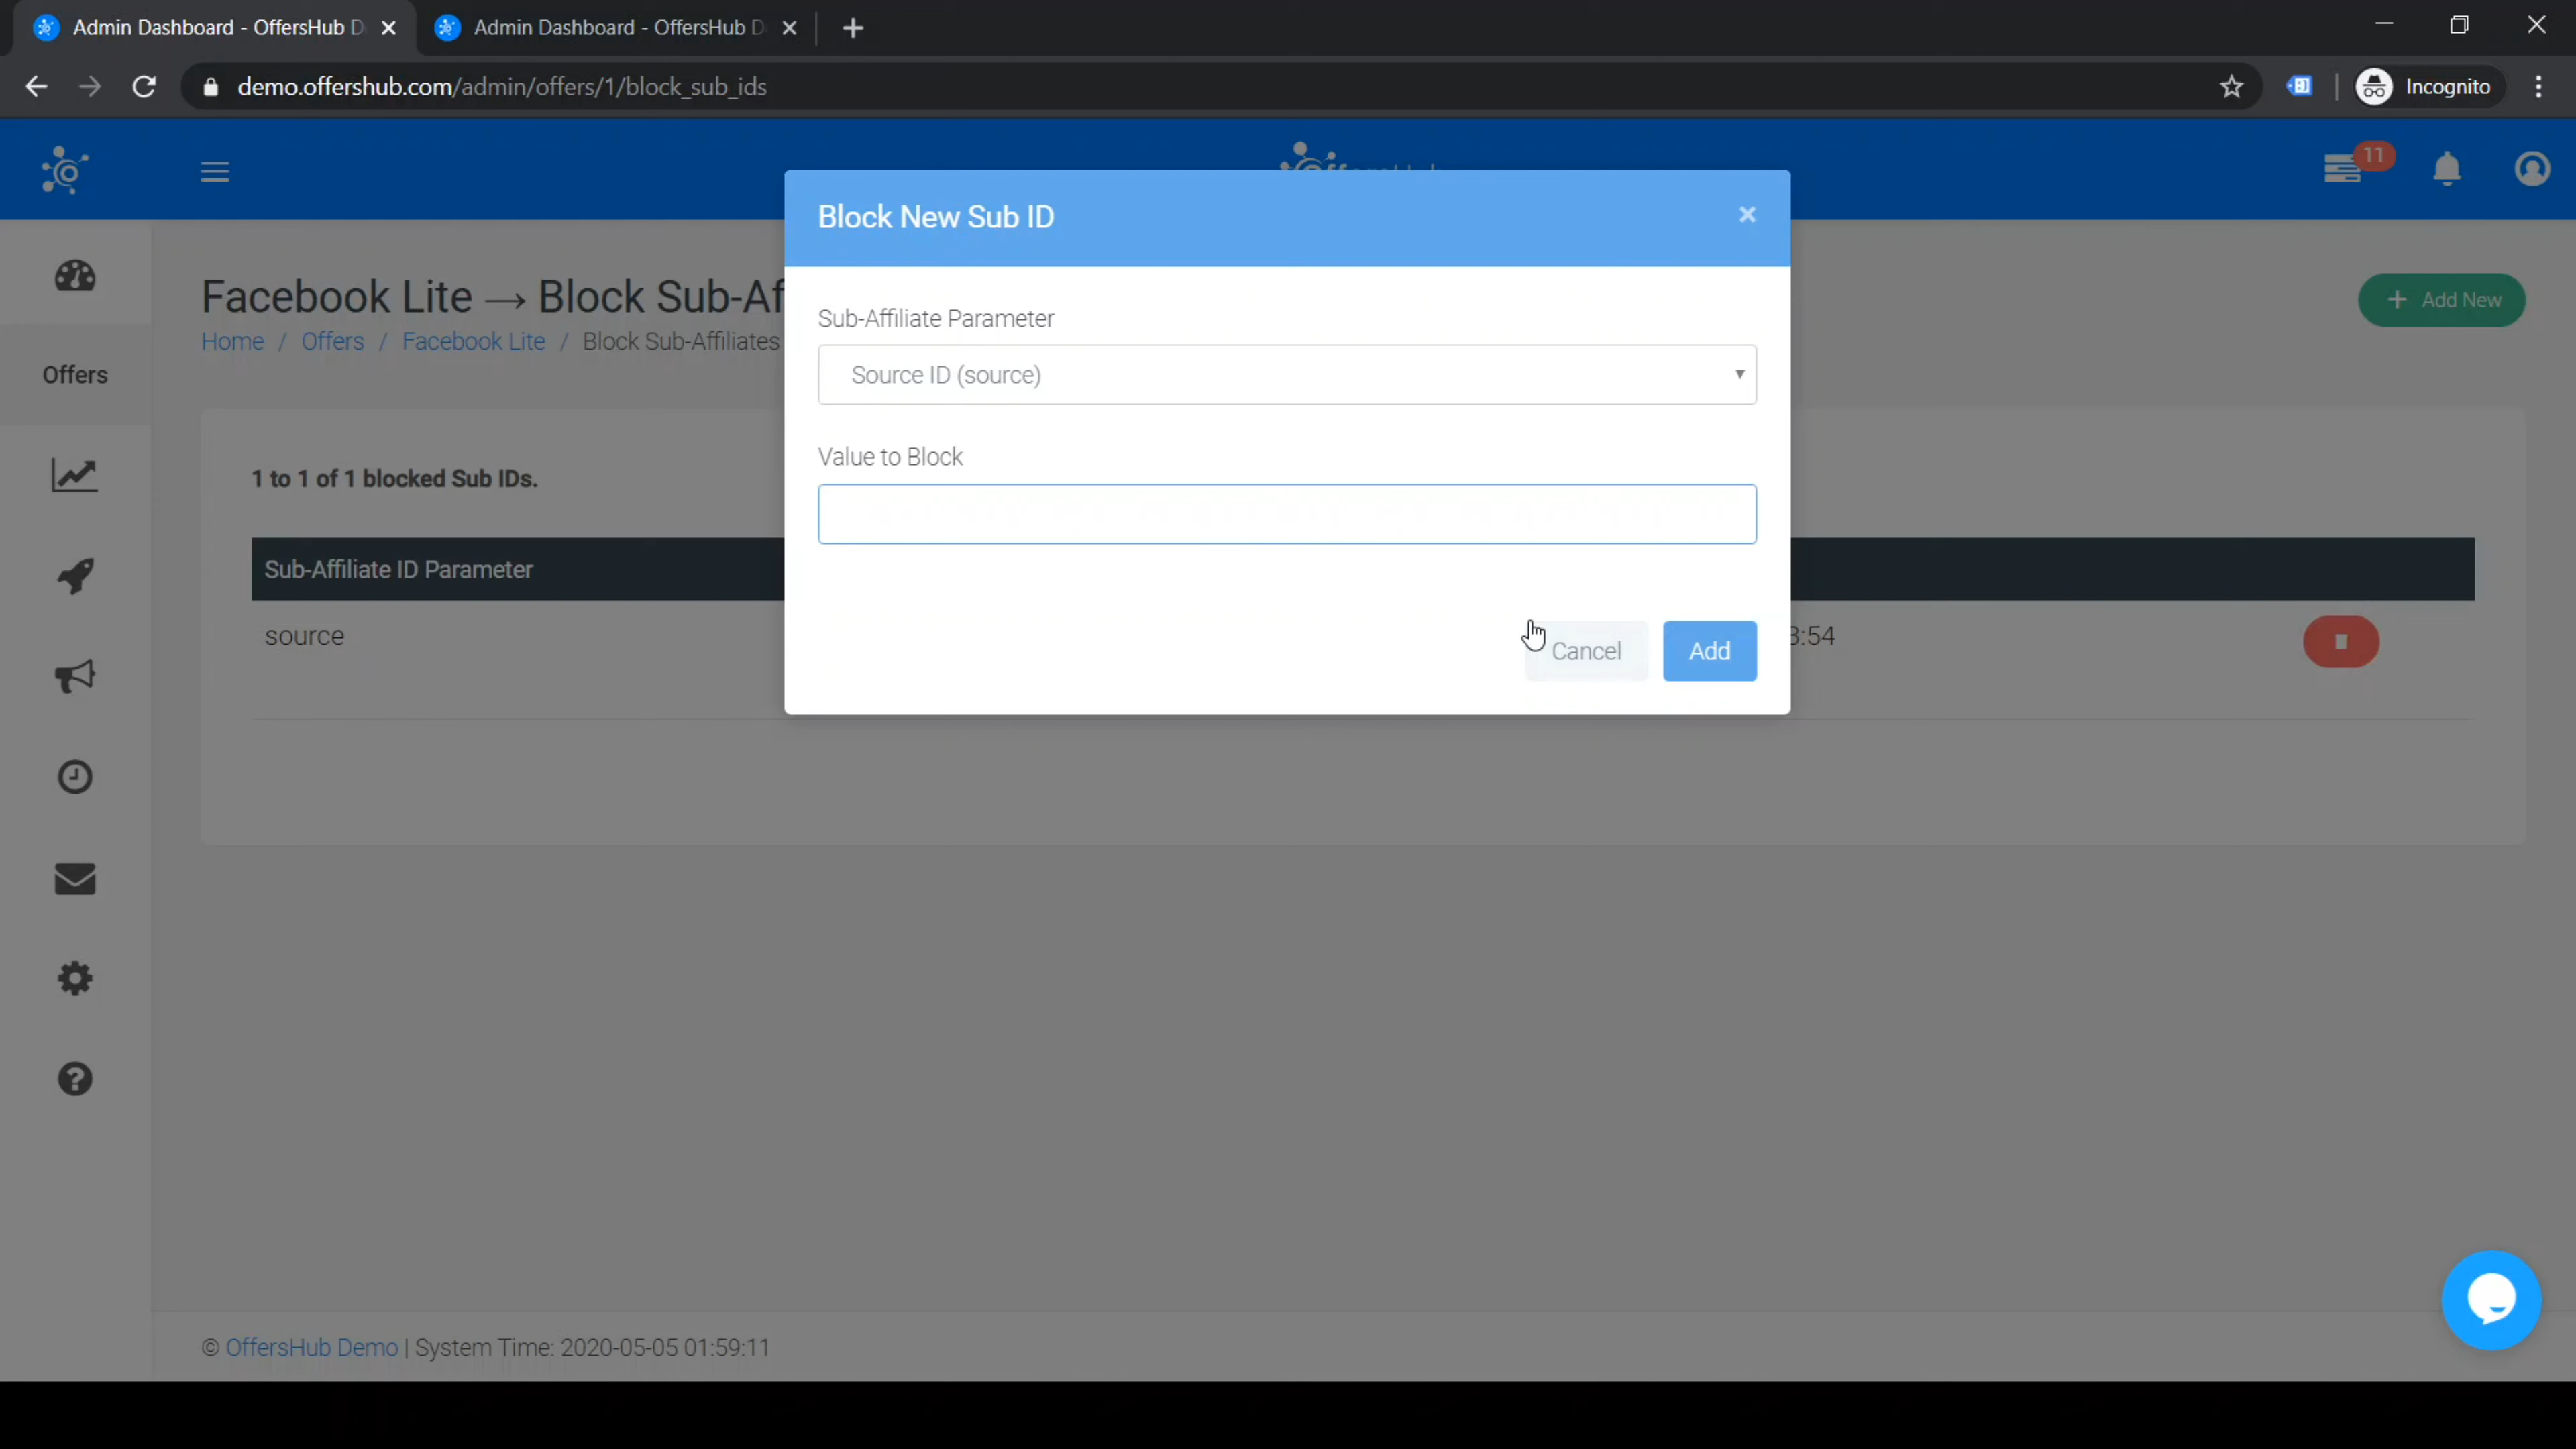 Admin Dashboard - OffersHub D
Admin Dashboard - OffersHub D
demo.offershub.com/admin/offers/1/block_sub_ids
Incognito
11
Block New Sub ID
Facebook Lite → Block Sub-Af
Add New
Home / Offers / Facebook Lite / Block Sub-Affiliates
Sub-Affiliate Parameter
Source ID (source)
Offers
Value to Block
1 to 1 of 1 blocked Sub IDs.
Sub-Affiliate ID Parameter
source
:54
Cancel
Add
© OffersHub Demo | System Time: 2020-05-05 01:59:11